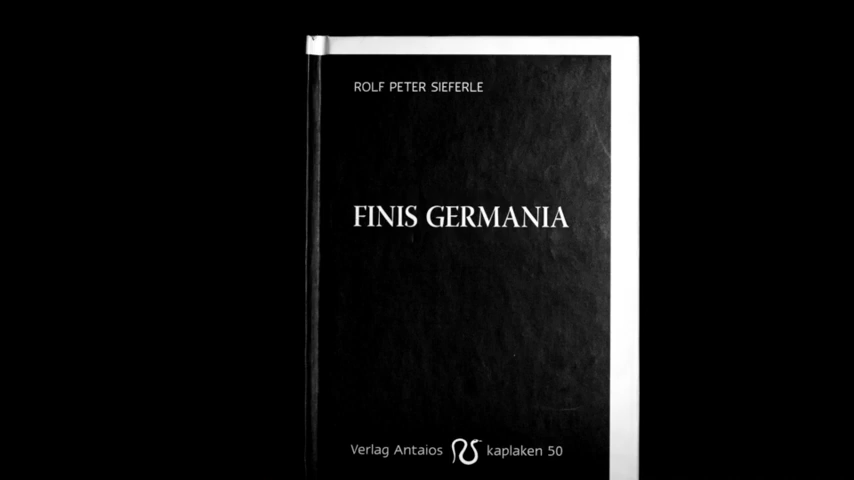 ROLF PETER SIEFERLE
FINIS GERMANIA
Verlag Antaios kaplaken 50